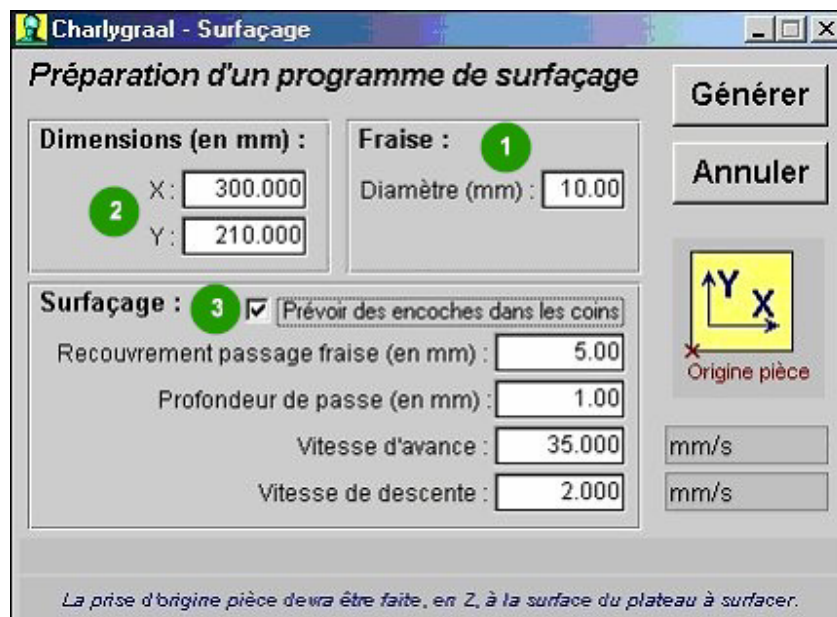 Charlygraal - Surfaçage
Préparation d'un programme de surfaçage
Générer
Annuler
Dimensions (en mm) :
2
X : 300.000
Y : 210.000
Fraise :
1
Diamètre (mm) : 10.00
Surfaçage :
3
Prévoir des encoches dans les coins
Recouvrement passage fraise (en mm) : 5.00
Profondeur de passe (en mm) : 1.00
Vitesse d'avance : 35.000 mm/s
Vitesse de descente : 2.000 mm/s
Y
X
Origine pièce
La prise d'origine pièce devra être faite, en Z, à la surface du plateau à surfacer.